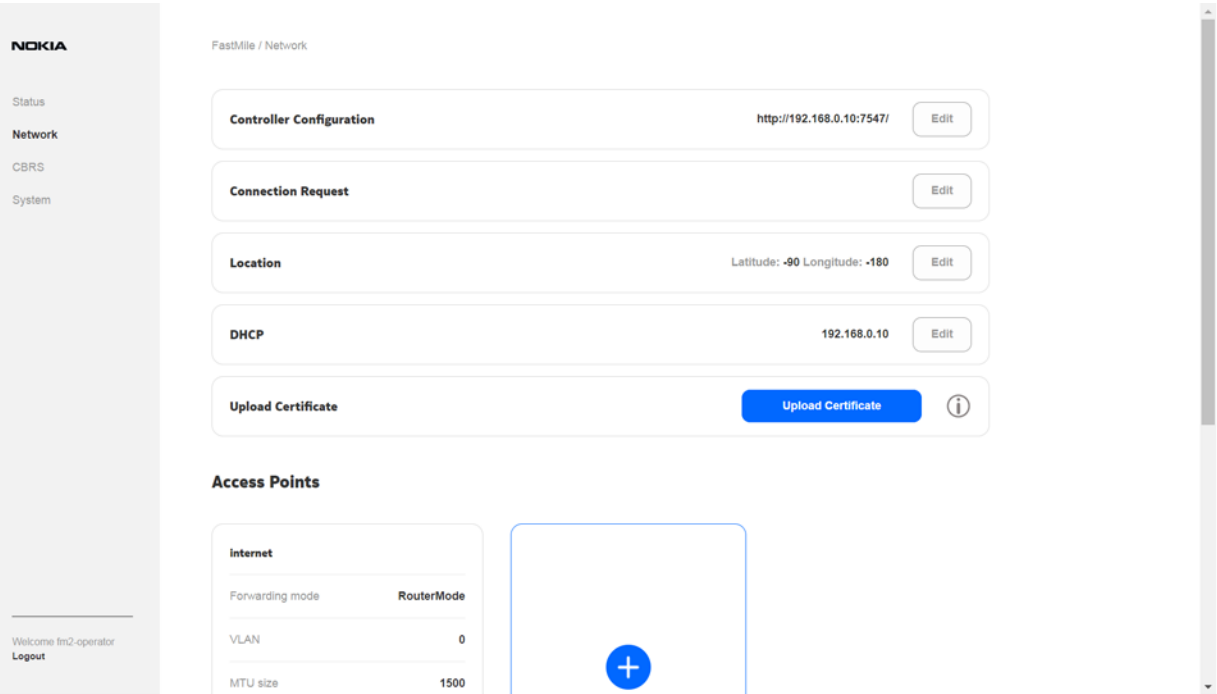 NOKIA
FastMile / Network
Status
Network
CBRS
System
Controller Configuration http://192.168.0.10:7547/ Edit
Connection Request Edit
Location Latitude: -90 Longitude: -180 Edit
DHCP 192.168.0.10 Edit
Upload Certificate Upload Certificate
Access Points
internet
Forwarding mode RouterMode
VLAN 0
MTU size 1500
Welcome fm2-operator
Logout